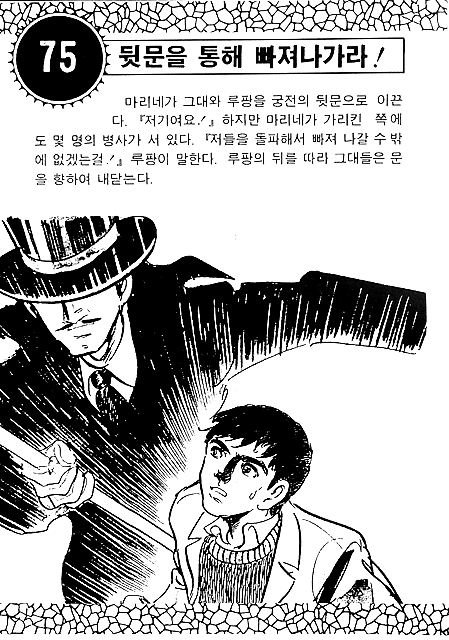 75
뒷문을 통해 빠져나가라!
마리네가 그대와 루팡을 궁전의 뒷문으로 이끈
다. 『저기여요.!』 하지만 마리네가 가리킨 쪽에
도 몇 명의 병사가 서 있다. 『저들을 돌파해서 빠져 나갈 수 밖
에 없겠는걸.!』 루팡이 말한다. 루팡의 뒤를 따라 그대들은 문
을 향하여 내닫는다.